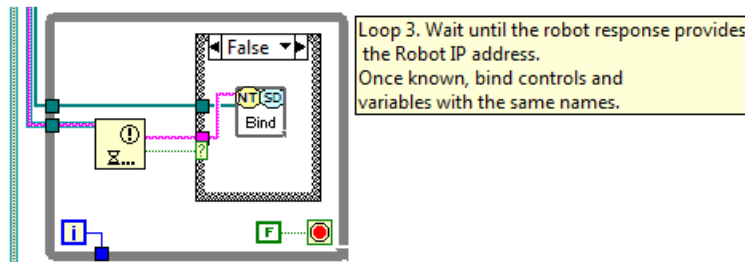 False
Loop 3. Wait until the robot response provides
the Robot IP address.
Once known, bind controls and
variables with the same names.
NT SD
Bind
?
i
F